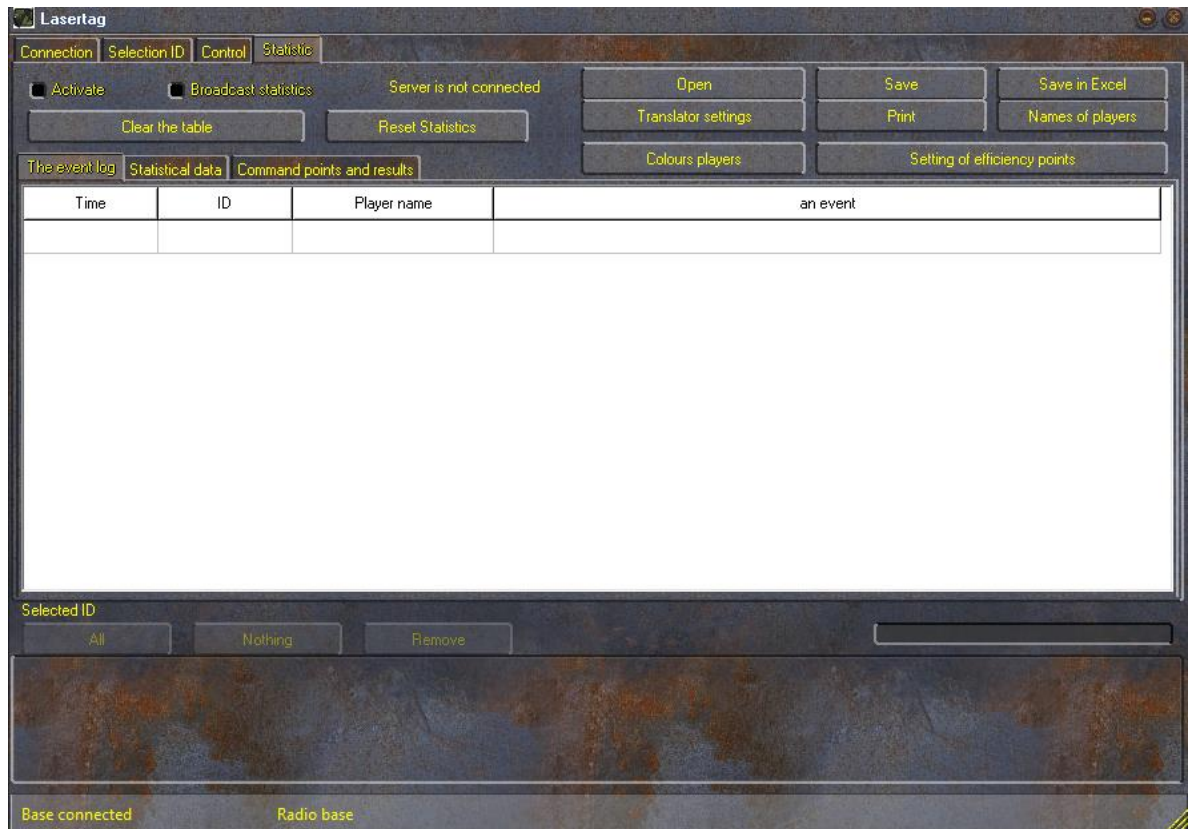 Lasertag
Connection Selection ID Control Statistic
Activate Broadcast statistics Server is not connected Open Save Save in Excel
Clear the table Reset Statistics Translator settings Print Names of players
Colours players Setting of efficiency points
The event log Statistical data Command points and results
Time ID Player name an event
Selected ID
All Nothing Remove
Base connected Radio base